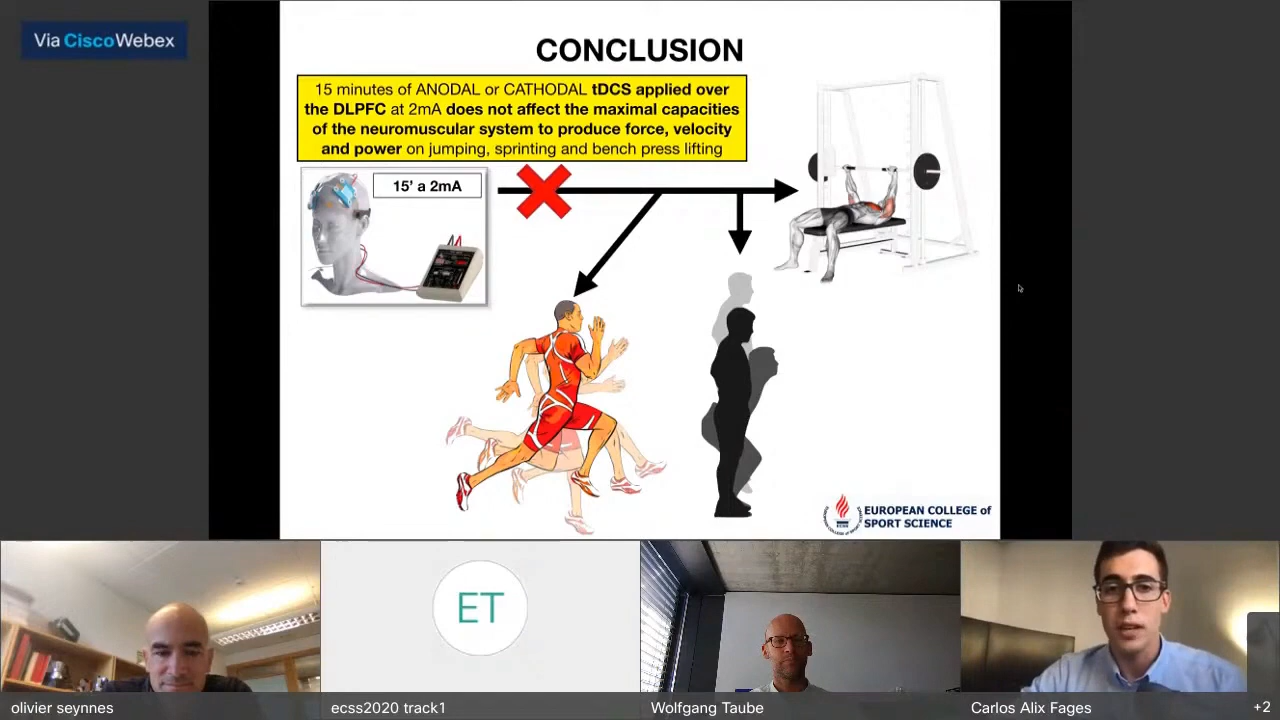 Via Cisco Webex
CONCLUSION
15 minutes of ANODAL or CATHODAL tDCS applied over
the DLPFC at 2mA does not affect the maximal capacities
of the neuromuscular system to produce force, velocity
and power on jumping, sprinting and bench press lifting
15’ a 2mA
EUROPEAN COLLEGE of
SPORT SCIENCE
ET
olivier seynnes
ecss2020 track1
Wolfgang Taube
Carlos Alix Fages
+2